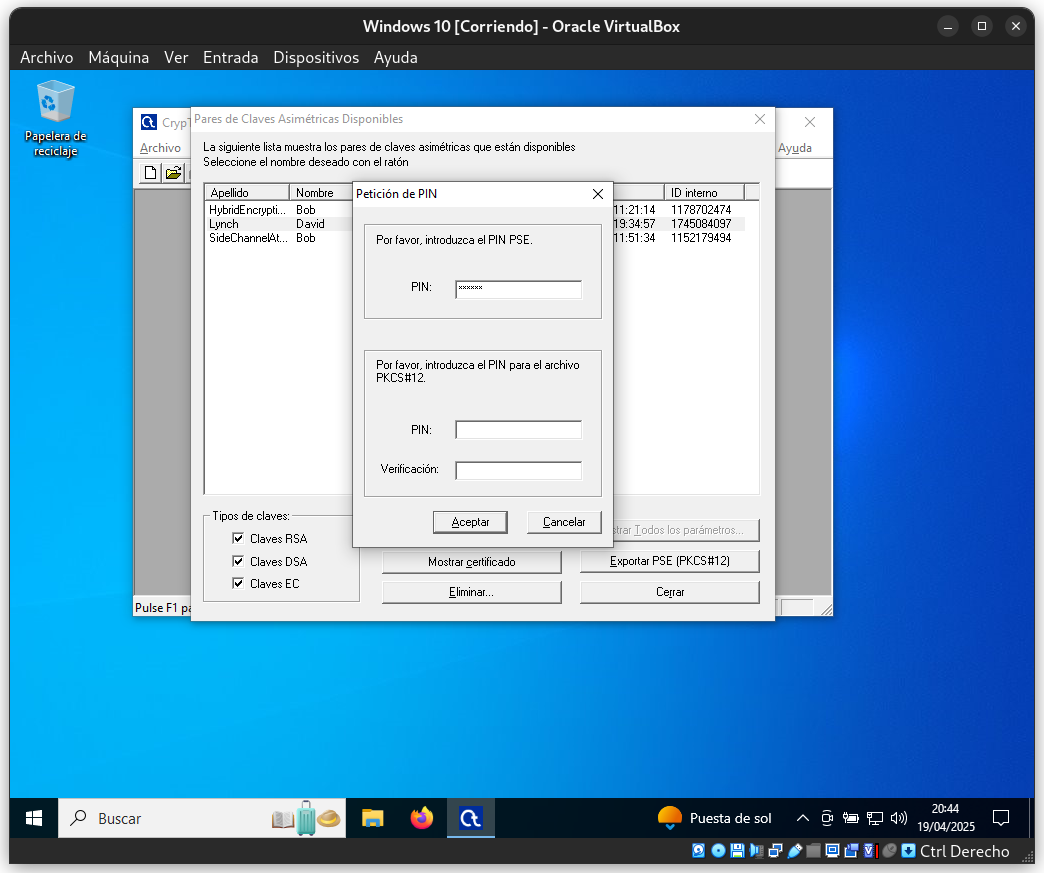 Windows 10 [Corriendo] - Oracle VirtualBox
Archivo Máquina Ver Entrada Dispositivos Ayuda
Papelera de
reciclaje
Pares de Claves Asimétricas Disponibles
Archivo
Ayuda
La siguiente lista muestra los pares de claves asimétricas que están disponibles
Seleccione el nombre deseado con el ratón
Apellido Nombre ID interno
HybridEncrypti... Bob 11:21:14 1178702474
Lynch David 19:34:57 1745084097
SideChannelAt... Bob 11:51:34 1152179494
Petición de PIN
Por favor, introduzca el PIN PSE.
PIN: ××××××
Por favor, introduzca el PIN para el archivo
PKCS#12.
PIN:
Verificación:
Aceptar Cancelar
Tipos de claves:
Claves RSA
Claves DSA
Claves EC
Todos los parámetros...
Mostrar certificado
Exportar PSE (PKCS#12)
Eliminar...
Cerrar
Pulse F1
Buscar
Puesta de sol
20:44
19/04/2025
Ctrl Derecho